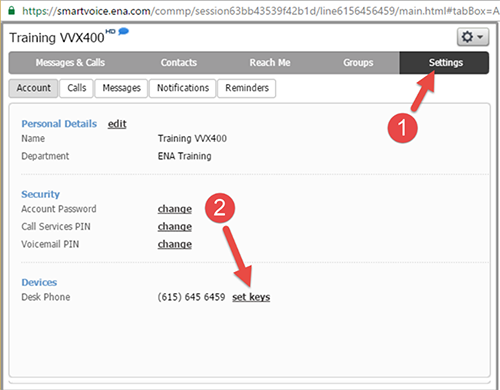 https://smartvoice.ena.com/commp/session63bb43539f42b1d/line6156456459/main.html#tabBox=A
Training VVX400 HD
Messages & Calls Contacts Reach Me Groups Settings
Account Calls Messages Notifications Reminders
1
Personal Details edit
Name Training VVX400
Department ENA Training
Security
Account Password change
2
Call Services PIN change
Voicemail PIN change
Devices
Desk Phone (615) 645 6459 set keys